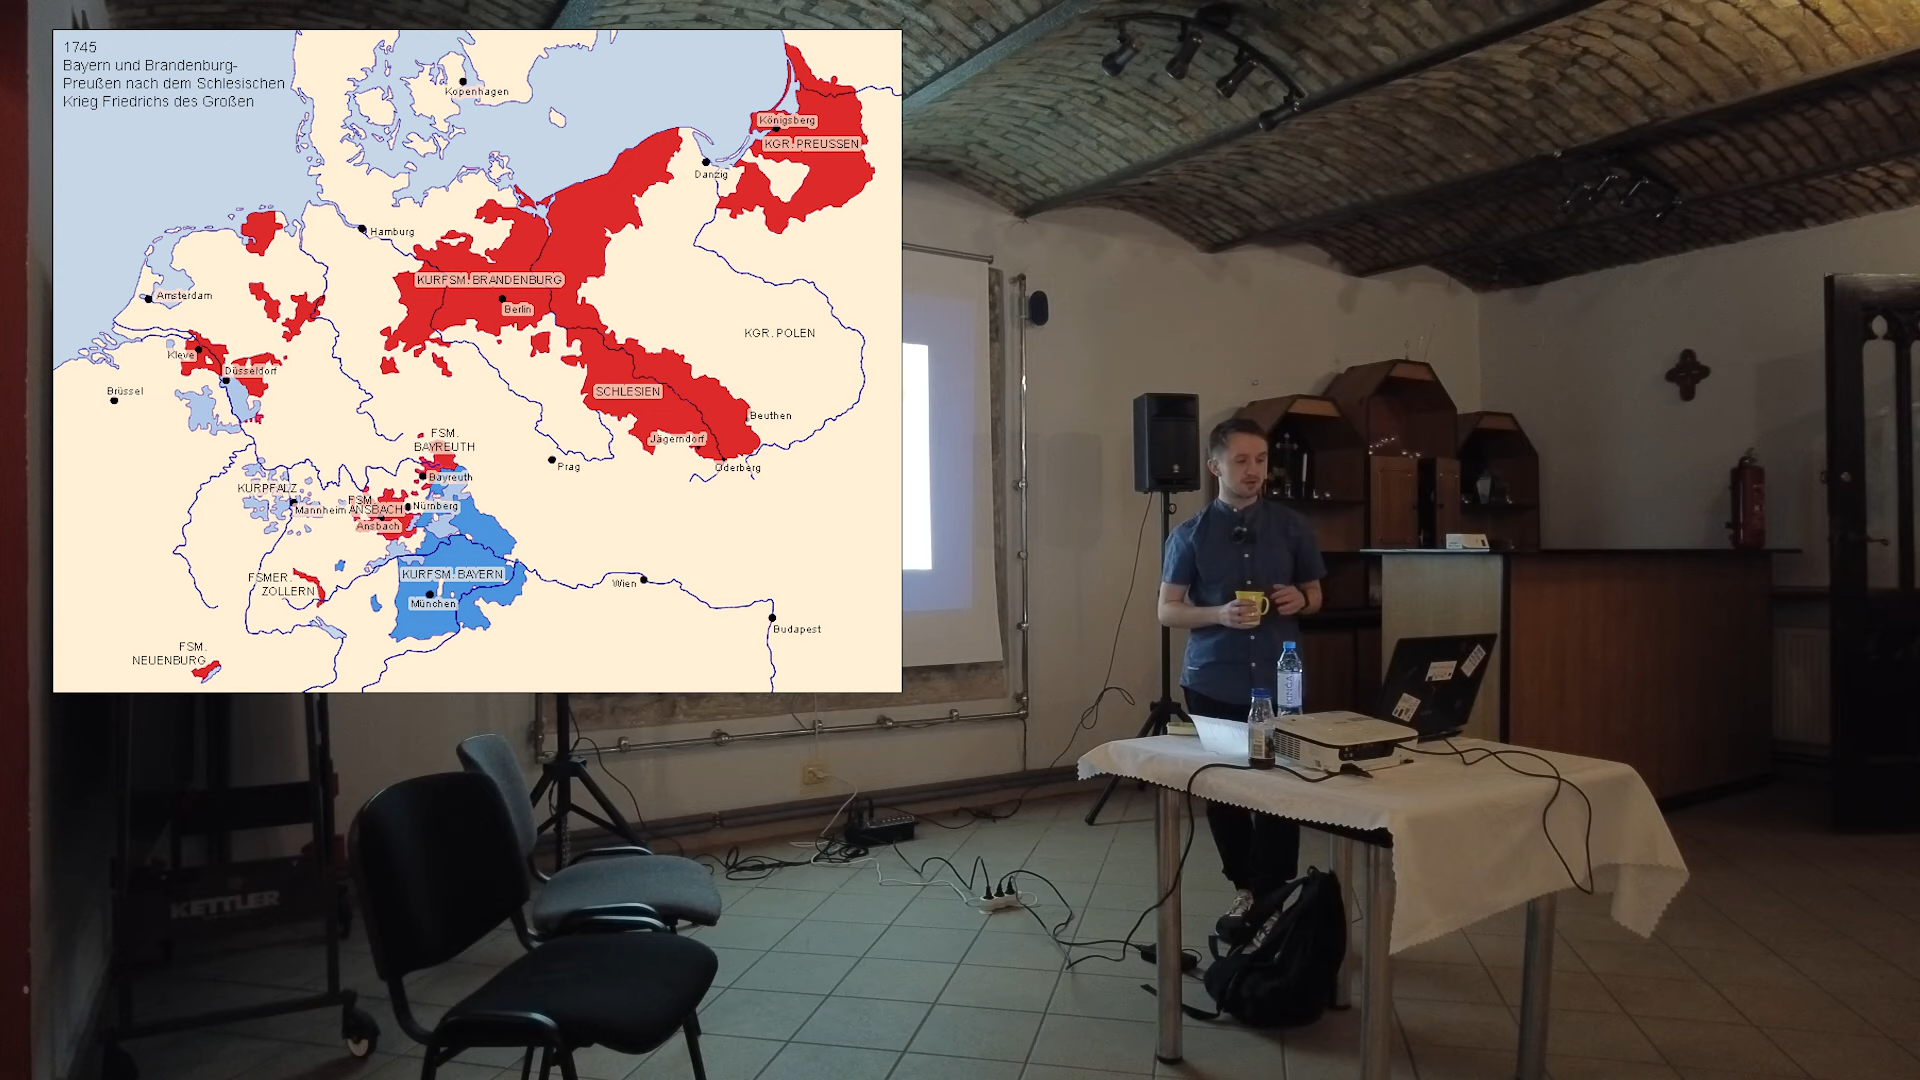 1745
Bayern und Brandenburg-
Preußen nach dem Schlesischen
Krieg Friedrichs des Großen
Kopenhagen
Königsberg
KGR. PREUSSEN
Danzig
Hamburg
KURFSM. BRANDENBURG
Amsterdam
Berlin
KGR. POLEN
Kleve
Düsseldorf
Brüssel
SCHLESIEN
Beuthen
Jägerndorf
Oderberg
FSM.
BAYREUTH
Prag
Bayreuth
KURPFALZ
Mannheim
FSM.
ANSBACH
Nürnberg
Ansbach
FSMER.
ZOLLERN
KURFSM. BAYERN
München
Wien
Budapest
FSM.
NEUENBURG
KETTLER